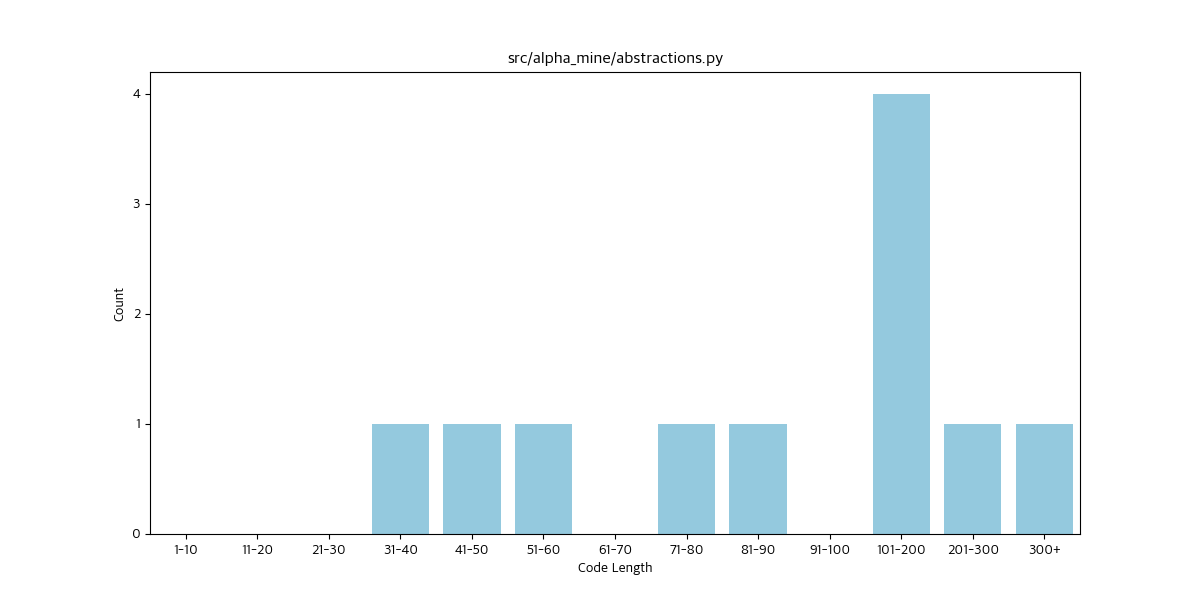 src/alpha_mine/abstractions.py
Count
4
3
2
1
0
1-10 11-20 21-30 31-40 41-50 51-60 61-70 71-80 81-90 91-100 101-200 201-300 300+
Code Length